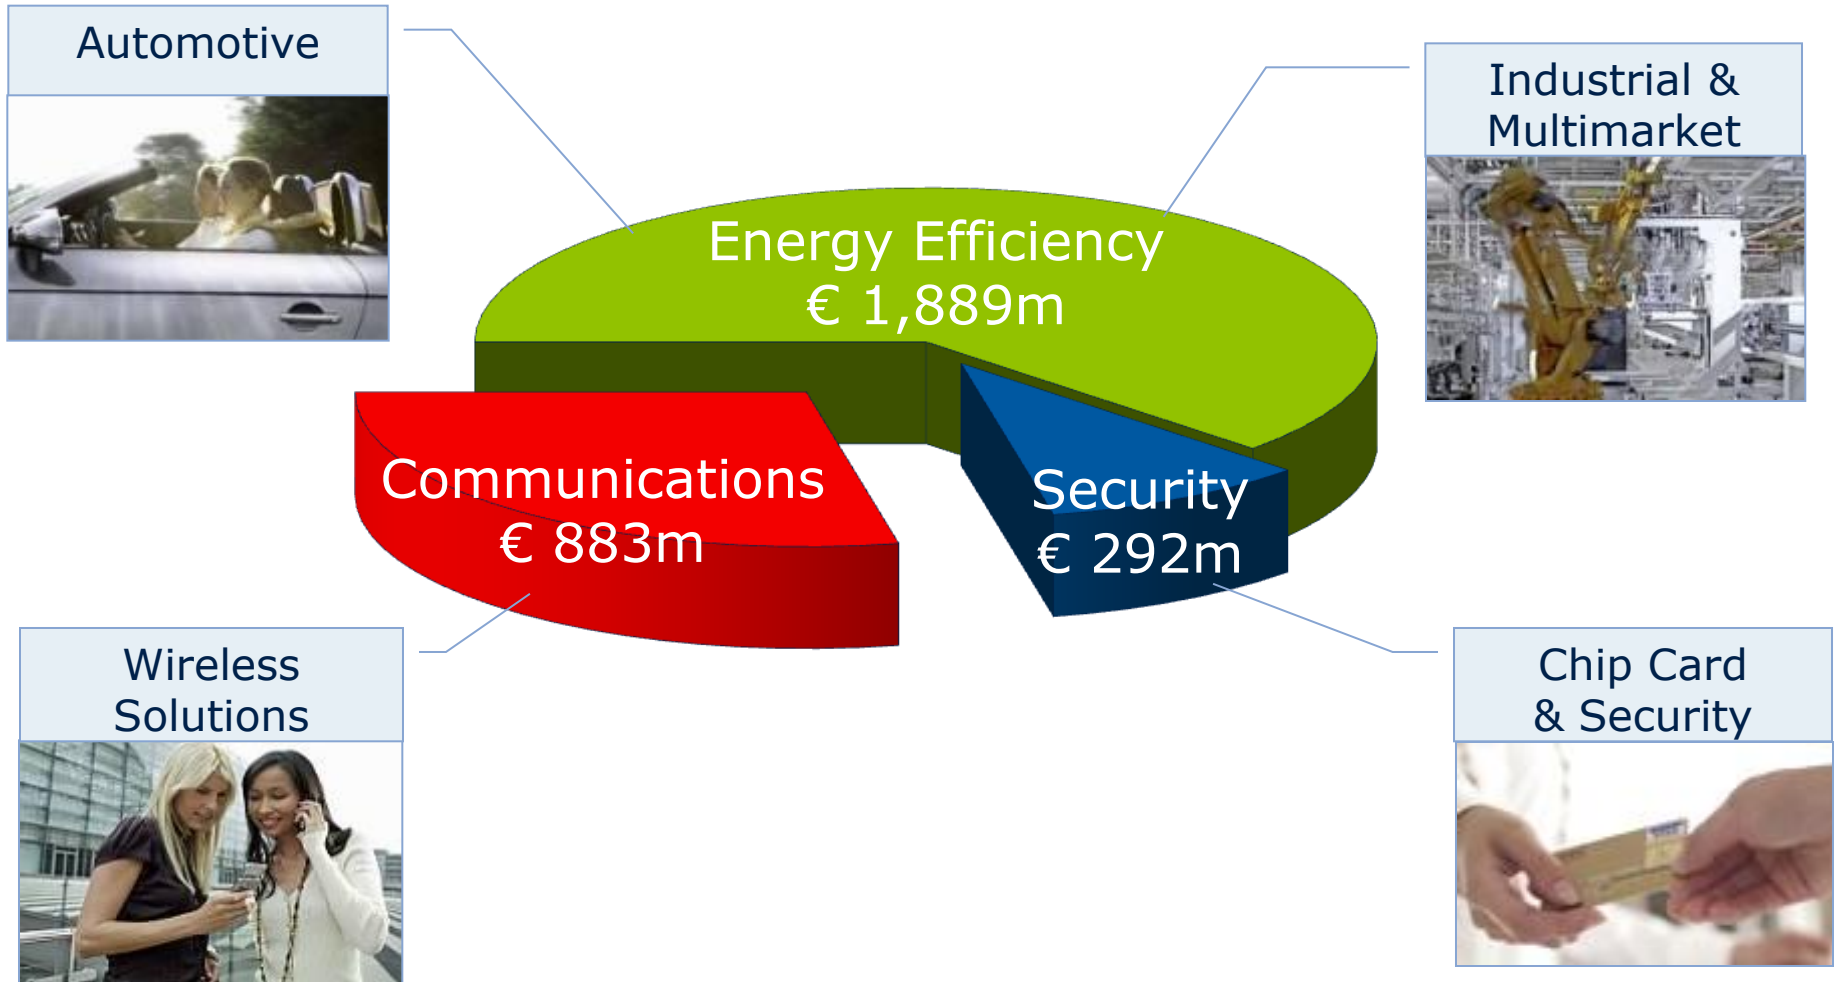 Automotive
Industrial &
Multimarket
Energy Efficiency
€ 1,889m
Communications
€ 883m
Security
€ 292m
Wireless
Solutions
Chip Card
& Security